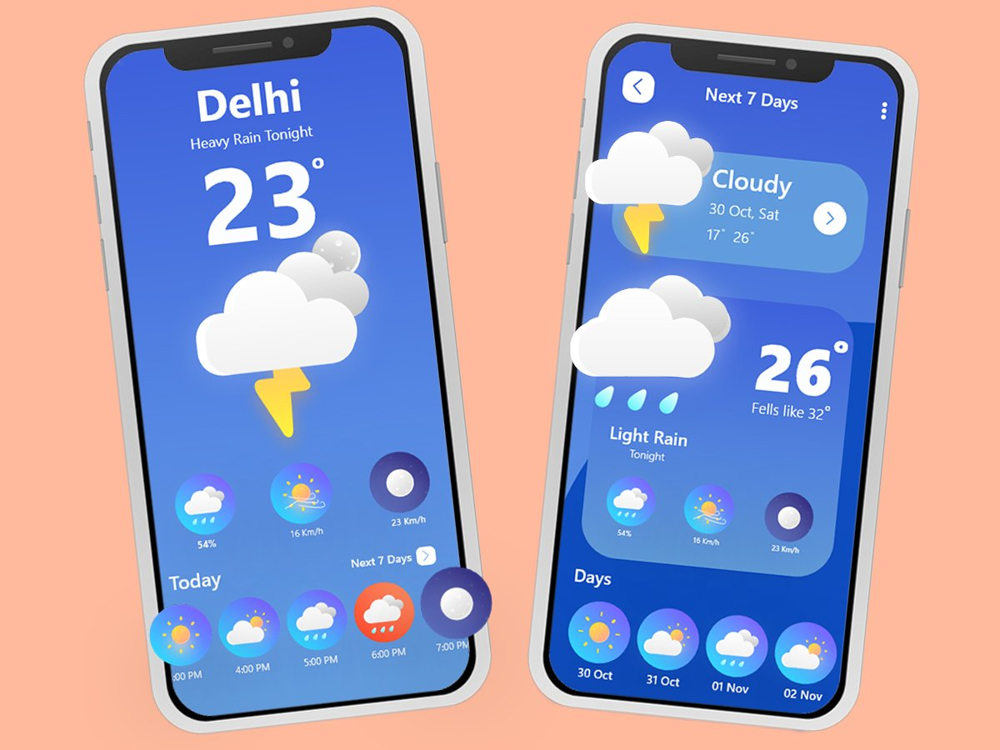 Delhi
Heavy Rain Tonight
23°
54%
16 Km/h
23 Km/h
Next 7 Days
Today
:00 PM
4:00 PM
5:00 PM
6:00 PM
7:00 PM
Next 7 Days
Cloudy
30 Oct, Sat
17° 26°
26°
Fells like 32°
Light Rain
Tonight
54%
16 Km/h
23 Km/h
Days
30 Oct
31 Oct
01 Nov
02 Nov